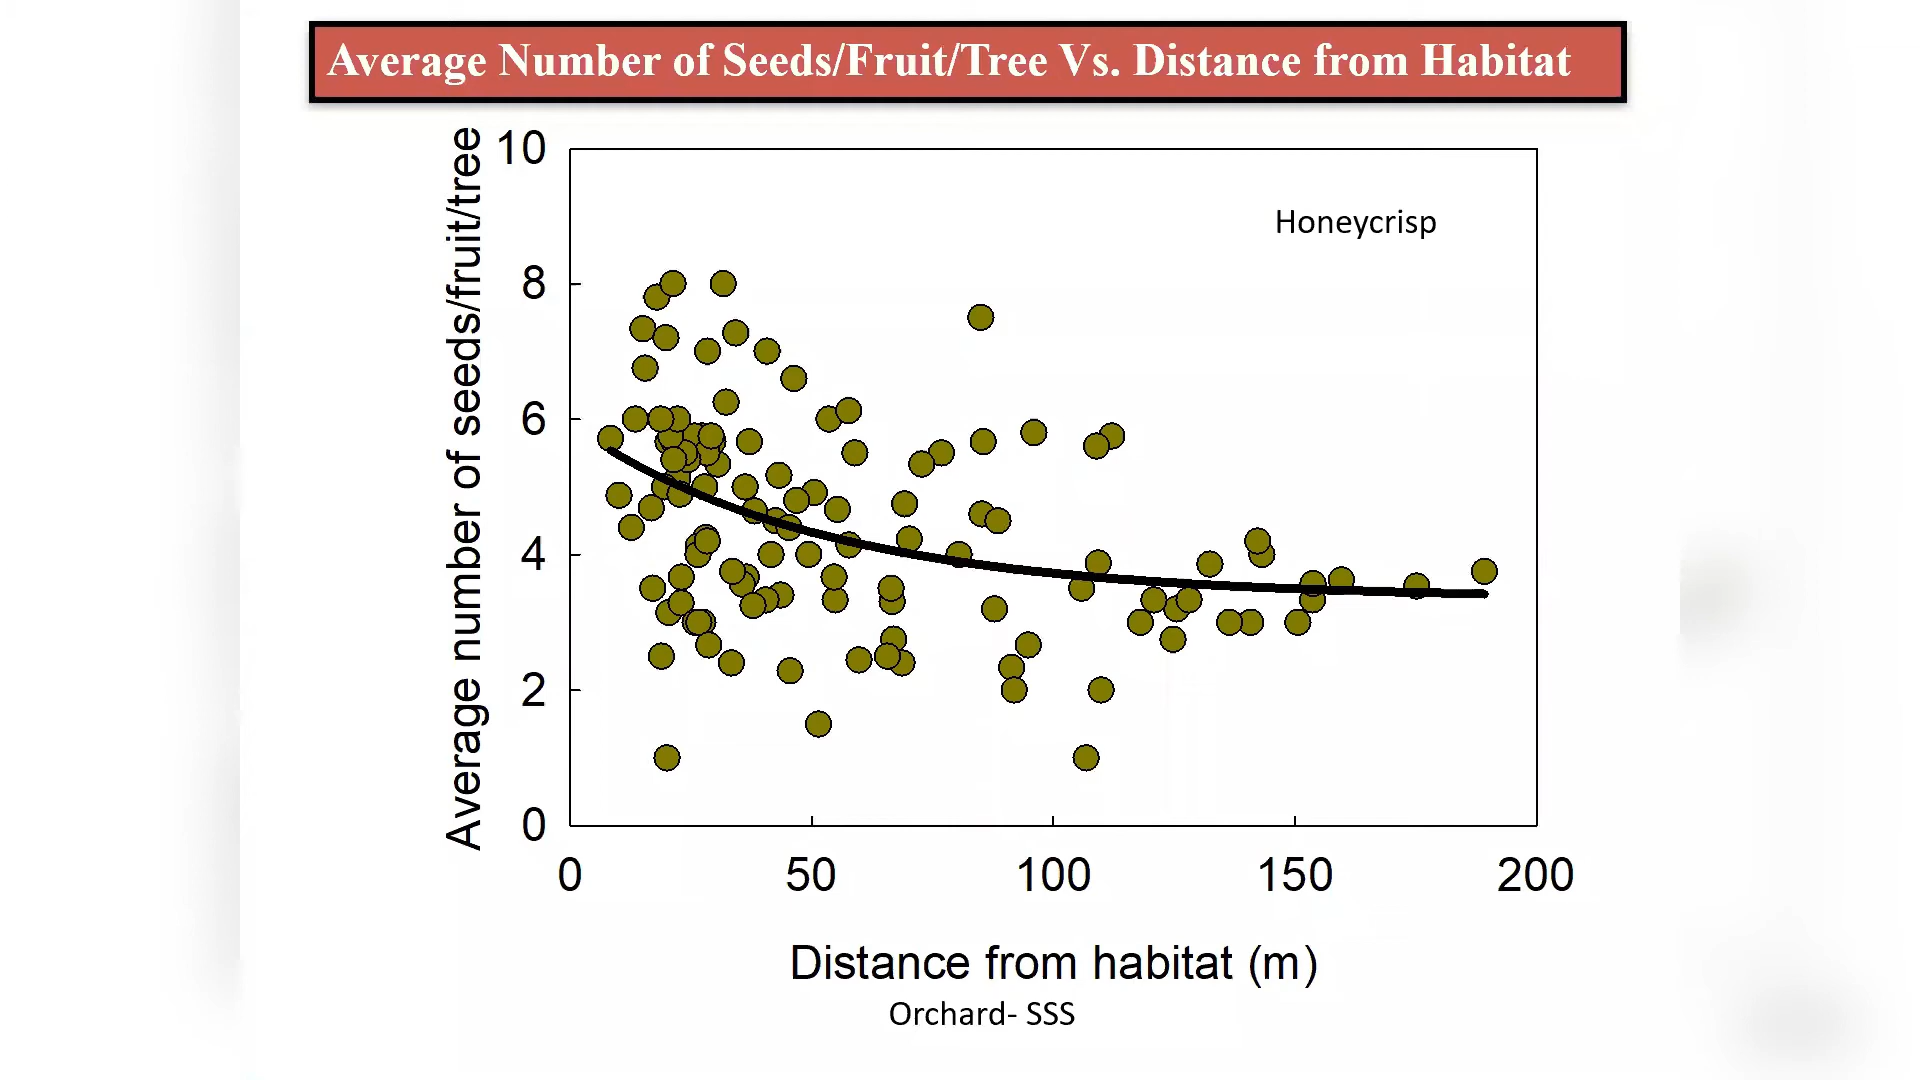 Average Number of Seeds/Fruit/Tree Vs. Distance from Habitat
Average number of seeds/fruit/tree
10
8
6
4
2
0
Honeycrisp
0 50 100 150 200
Distance from habitat (m)
Orchard- SSS